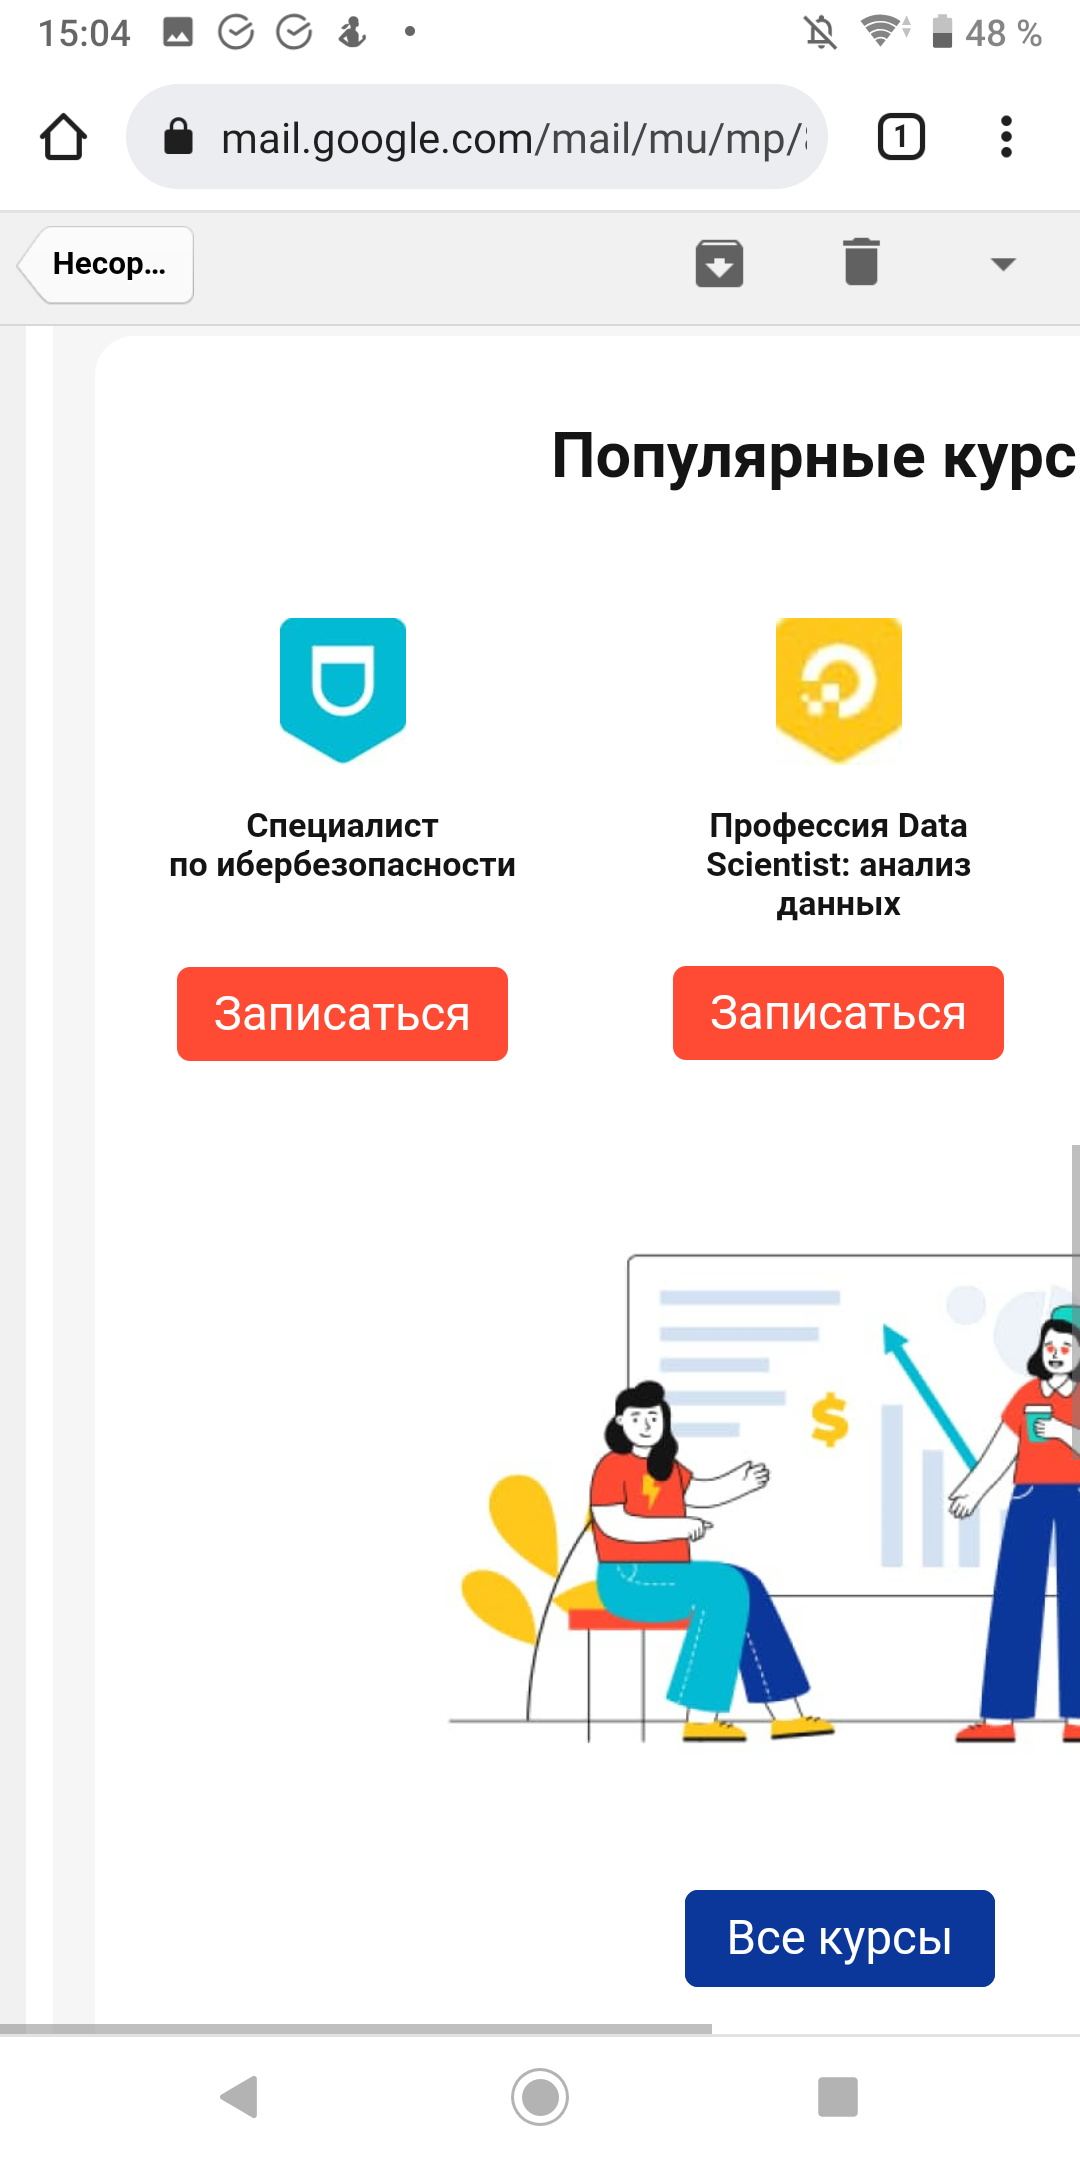 15:04
48 %
mail.google.com/mail/mu/mp/
1
Несор...
Популярные курс
Специалист
по ибербезопасности
Профессия Data
Scientist: анализ
данных
Записаться
Записаться
$
Все курсы